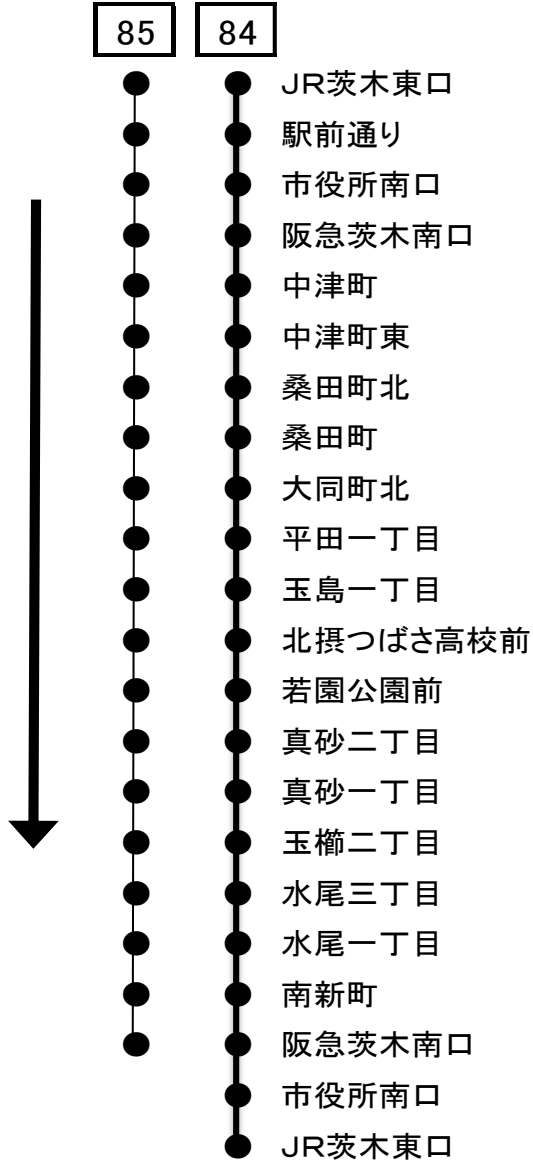 85 84
JR茨木東口
駅前通り
市役所南口
阪急茨木南口
中津町
中津町東
桑田町北
桑田町
大同町北
平田一丁目
玉島一丁目
北摂つばさ高校前
若園公園前
真砂二丁目
真砂一丁目
玉櫛二丁目
水尾三丁目
水尾一丁目
南新町
阪急茨木南口
市役所南口
JR茨木東口